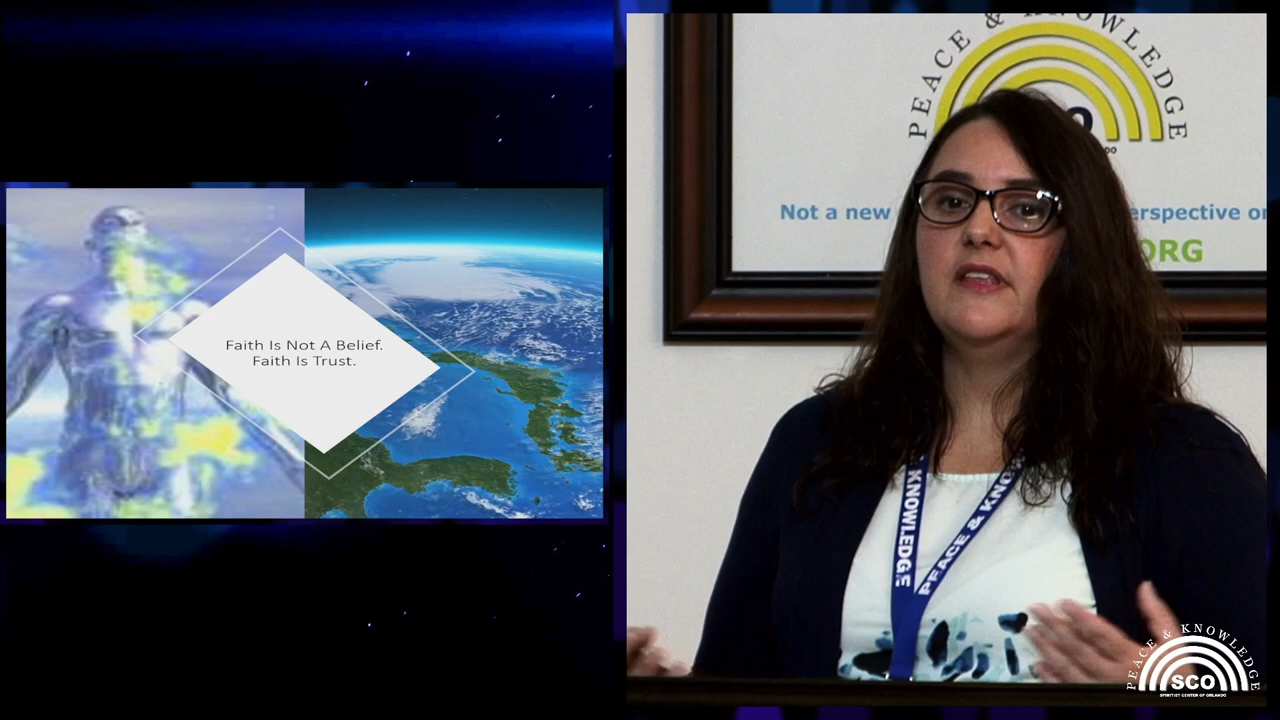 Faith Is Not A Belief.
Faith Is Trust.
PEACE & KNOWLEDGE
Not a new
erspective
ORG
KNOWLEDGE
PEACE & KNO
PEACE & KNOWLEDGE
SCO
SPIRITIST CENTER OF ORLANDO